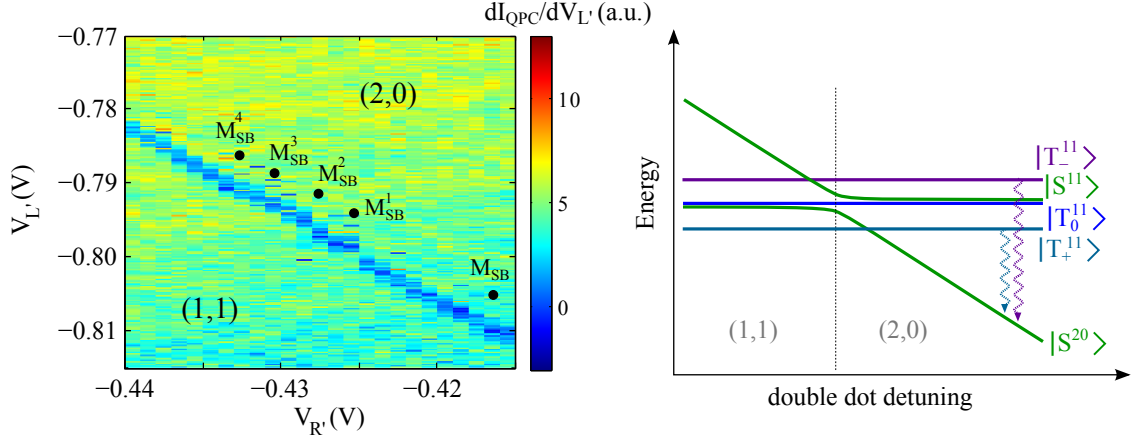 dI_QPC/dV_L' (a.u.)
−0.77
−0.78
−0.79
−0.80
−0.81
V_L' (V)
(2,0)
M_SB^4
M_SB^3
M_SB^2
M_SB^1
M_SB
(1,1)
−0.44
−0.43
−0.42
V_R' (V)
10
5
0
Energy
|T_-^11⟩
|S^11⟩
|T_0^11⟩
|T_+^11⟩
(1,1)
(2,0)
|S^20⟩
double dot detuning